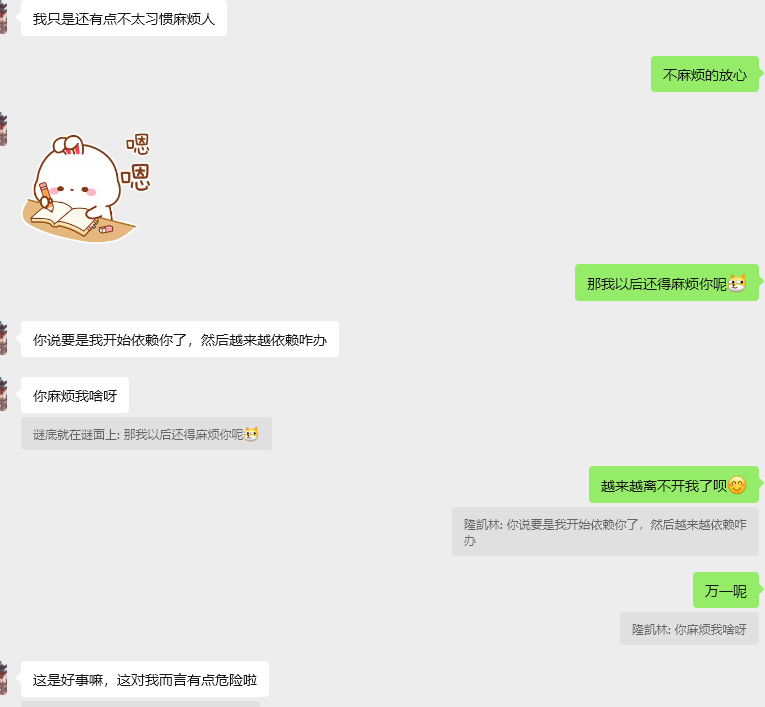 我只是还有点不太习惯麻烦人
不麻烦的放心
嗯
嗯
那我以后还得麻烦你呢
你说要是我开始依赖你了，然后越来越依赖咋办
你麻烦我啥呀
谜底就在谜面上: 那我以后还得麻烦你呢
越来越离不开我了呗
隆凯林: 你说要是我开始依赖你了，然后越来越依赖咋
办
万一呢
隆凯林: 你麻烦我啥呀
这是好事嘛，这对我而言有点危险啦